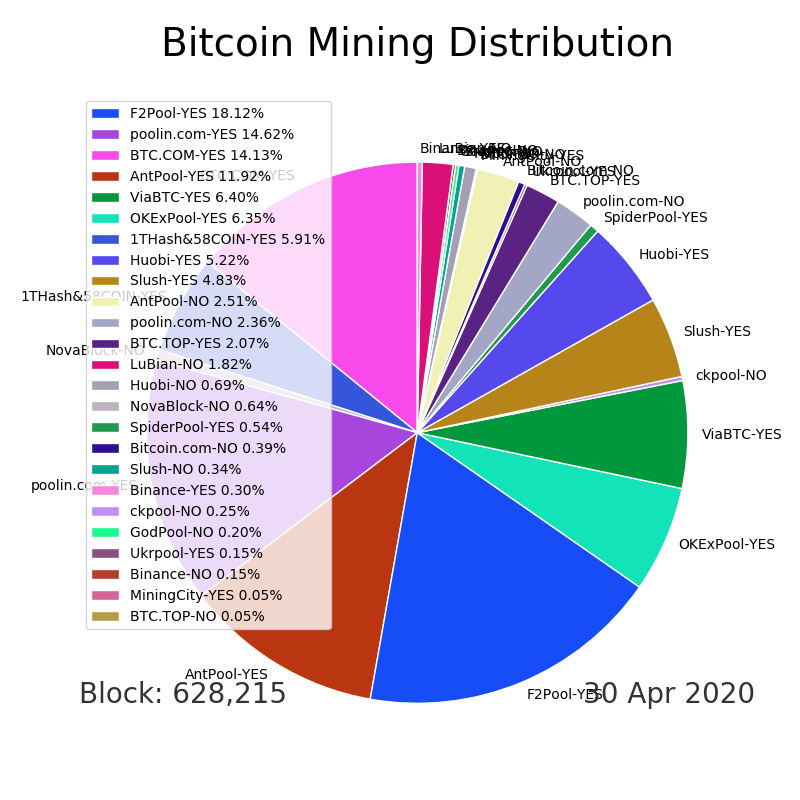 Bitcoin Mining Distribution
F2Pool-YES 18.12%
poolin.com-YES 14.62%
BTC.COM-YES 14.13%
AntPool-YES 11.92%
ViaBTC-YES 6.40%
OKExPool-YES 6.35%
1THash&58COIN-YES 5.91%
Huobi-YES 5.22%
Slush-YES 4.83%
AntPool-NO 2.51%
poolin.com-NO 2.36%
BTC.TOP-YES 2.07%
LuBian-NO 1.82%
Huobi-NO 0.69%
NovaBlock-NO 0.64%
SpiderPool-YES 0.54%
Bitcoin.com-NO 0.39%
Slush-NO 0.34%
Binance-YES 0.30%
ckpool-NO 0.25%
GodPool-NO 0.20%
Ukrpool-YES 0.15%
Binance-NO 0.15%
MiningCity-YES 0.05%
BTC.TOP-NO 0.05%
AntPool-NO
BTC.TOP-YES
poolin.com-NO
SpiderPool-YES
Huobi-YES
Slush-YES
ckpool-NO
ViaBTC-YES
OKExPool-YES
F2Pool-YES
AntPool-YES
poolin.com-YES
NovaBlock-NO
1THash&58COIN-YES
Block: 628,215
30 Apr 2020